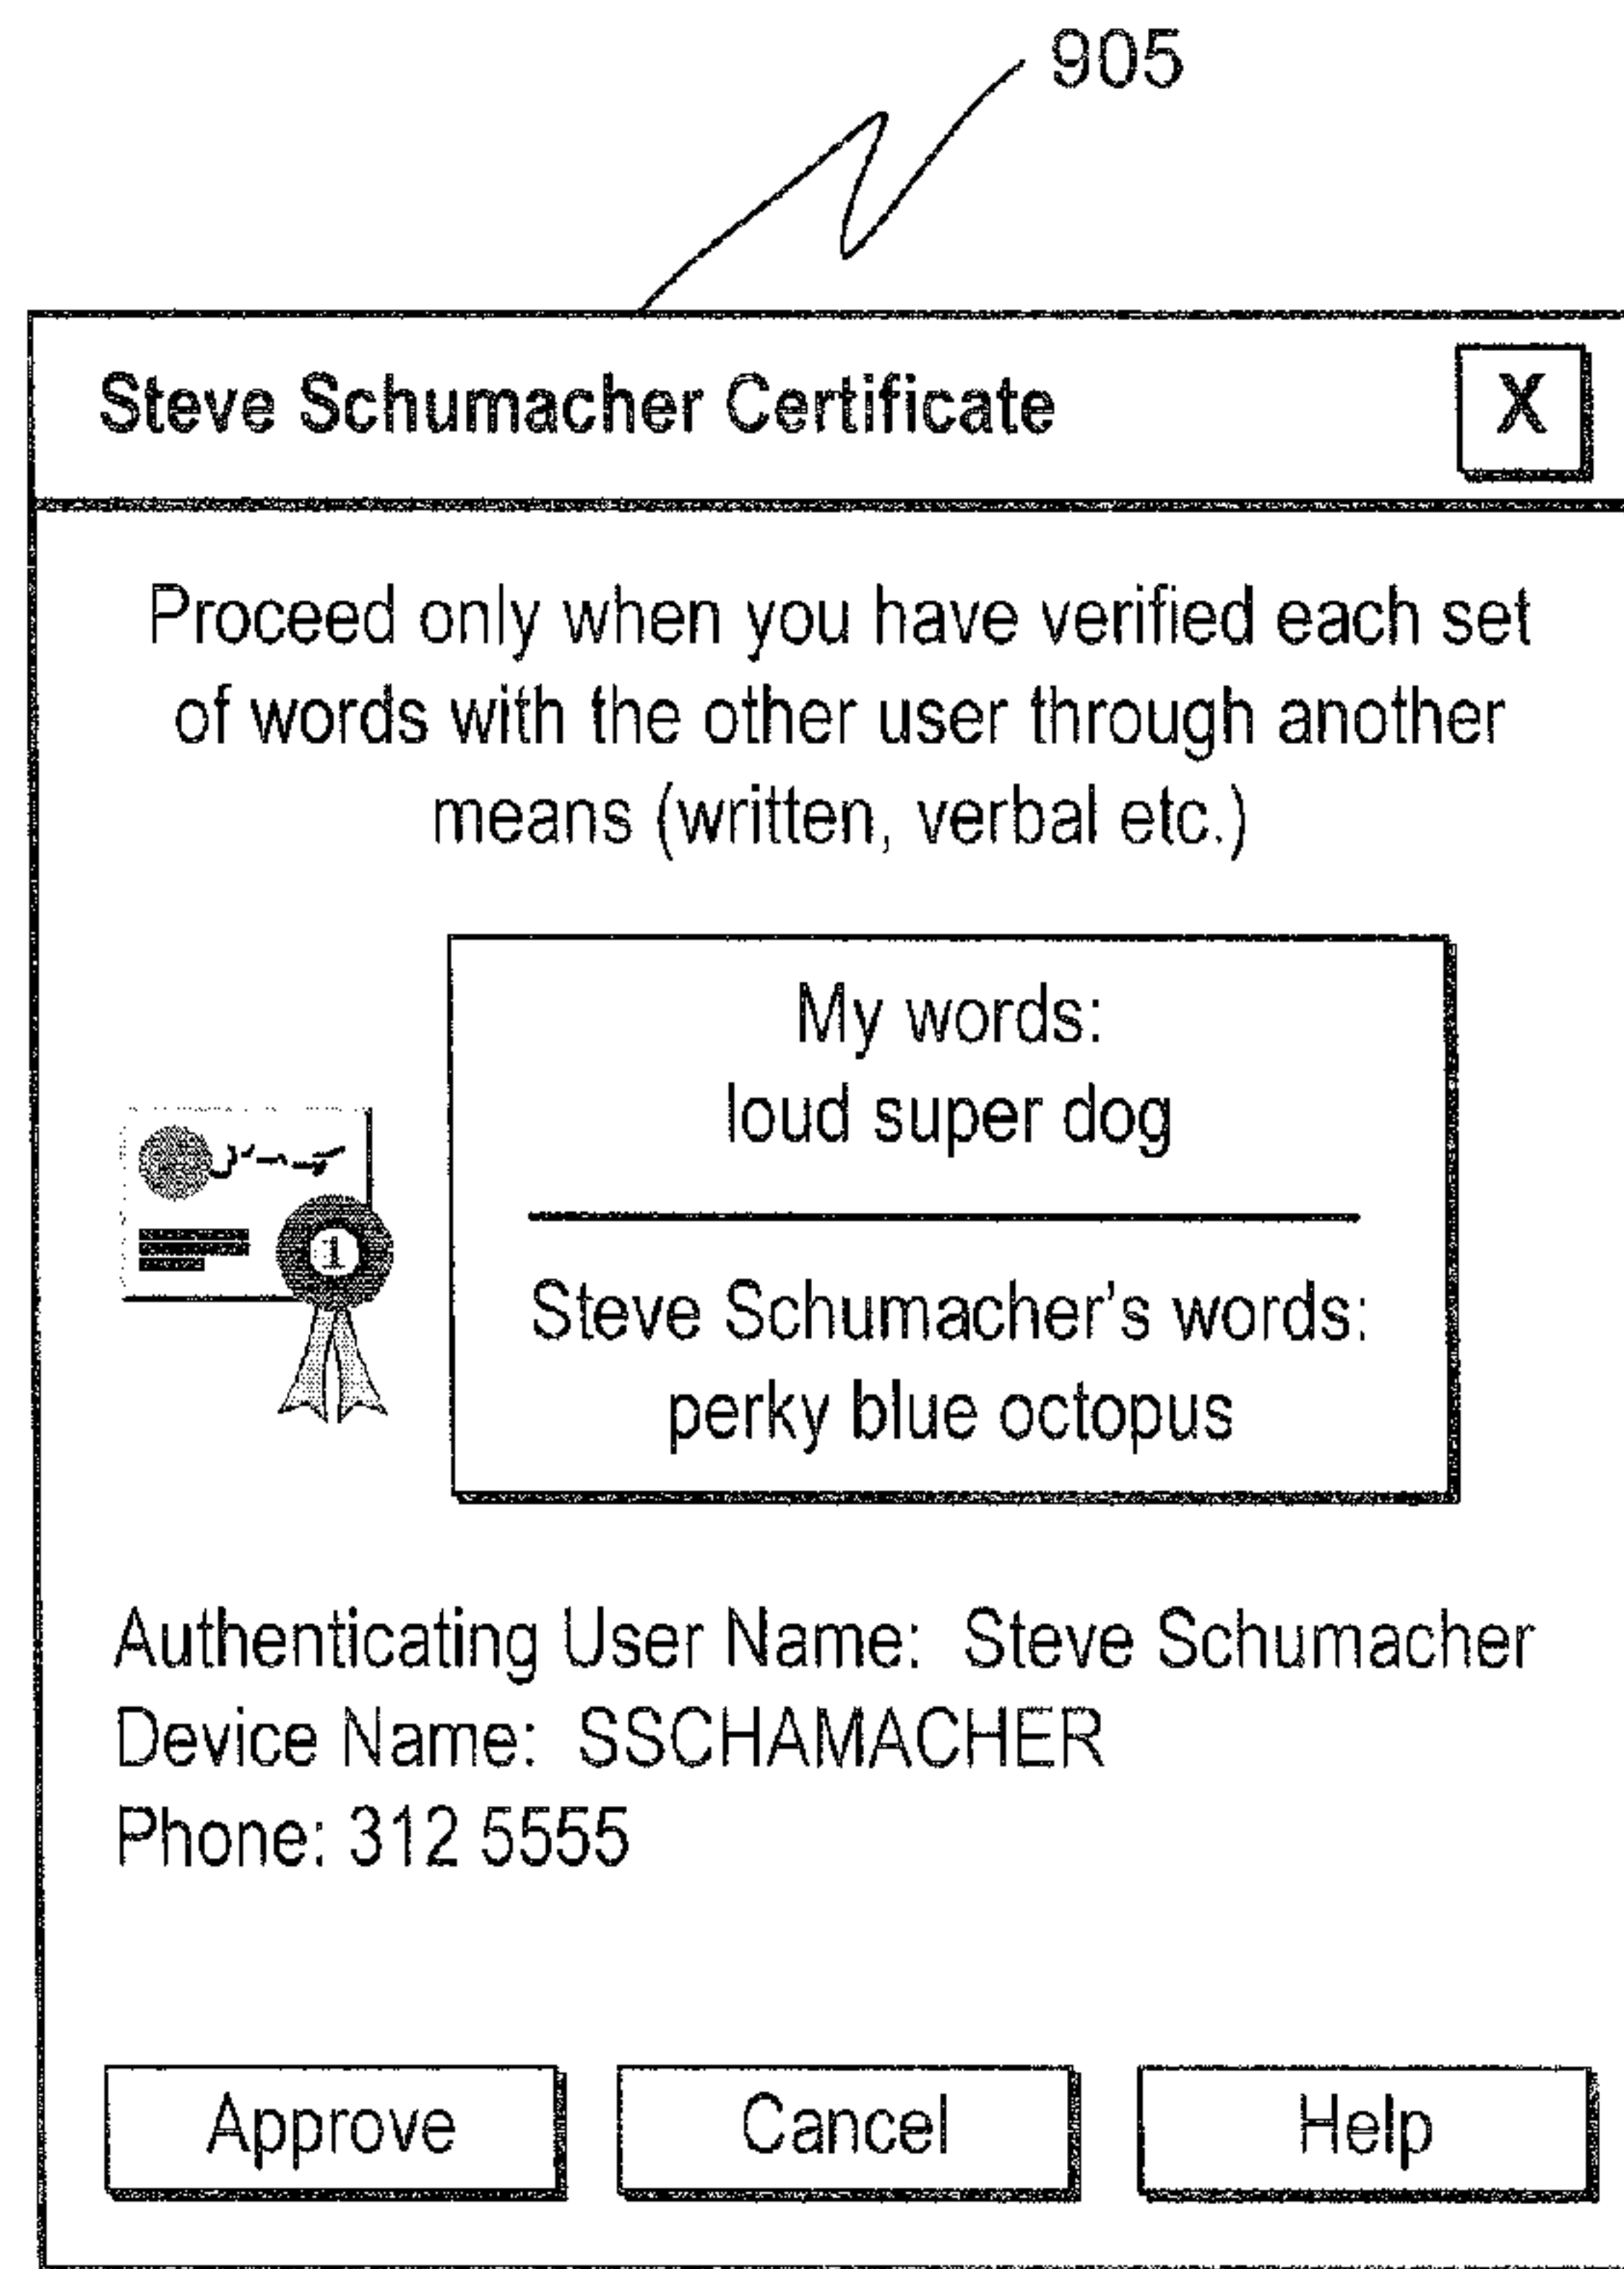 905
Steve Schumacher Certificate
X
Proceed only when you have verified each set
of words with the other user through another
means (written, verbal etc.)
My words:
loud super dog
1
Steve Schumacher's words:
perky blue octopus
Authenticating User Name: Steve Schumacher
Device Name: SSCHAMACHER
Phone: 312 5555
Approve
Cancel
Help